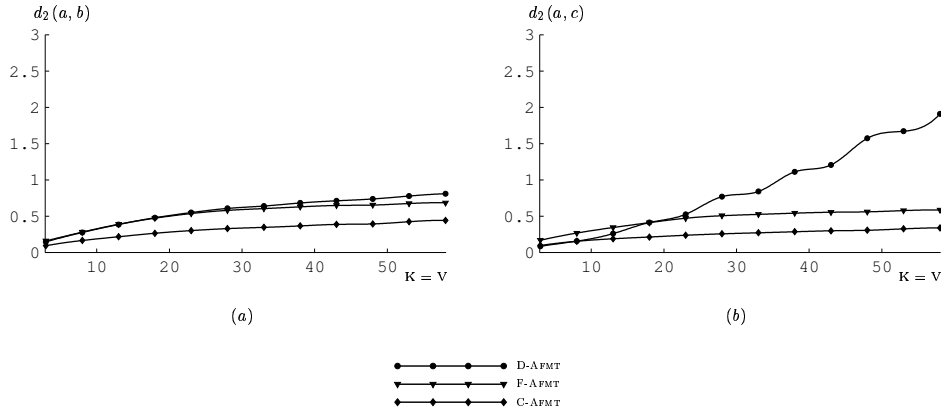 d₂(a, b)
3
2.5
2
1.5
1
0.5
0
10 20 30 40 50
K = V
(a)
d₂(a, c)
3
2.5
2
1.5
1
0.5
0
10 20 30 40 50
K = V
(b)
D-AFMT
F-AFMT
C-AFMT